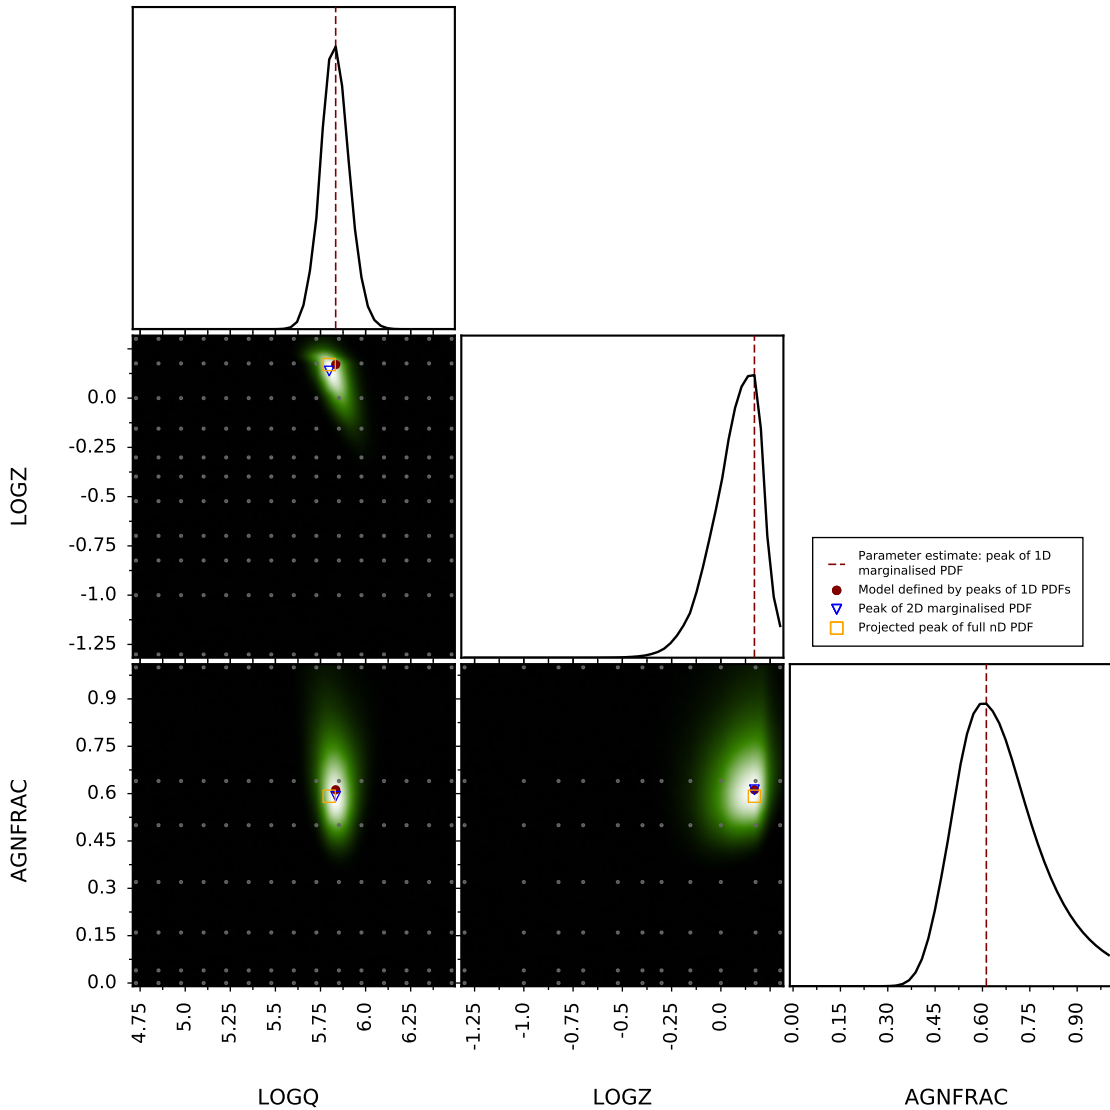 0.0
-0.25
-0.5
-0.75
-1.0
-1.25
LOGZ
Parameter estimate: peak of 1D
marginalised PDF
Model defined by peaks of 1D PDFs
Peak of 2D marginalised PDF
Projected peak of full nD PDF
0.9
0.75
0.6
0.45
0.3
0.15
0.0
AGNFRAC
4.75 5.0 5.25 5.5 5.75 6.0 6.25
-1.25 -1.0 -0.75 -0.5 -0.25 0.0
0.00 0.15 0.30 0.45 0.60 0.75 0.90
LOGQ LOGZ AGNFRAC